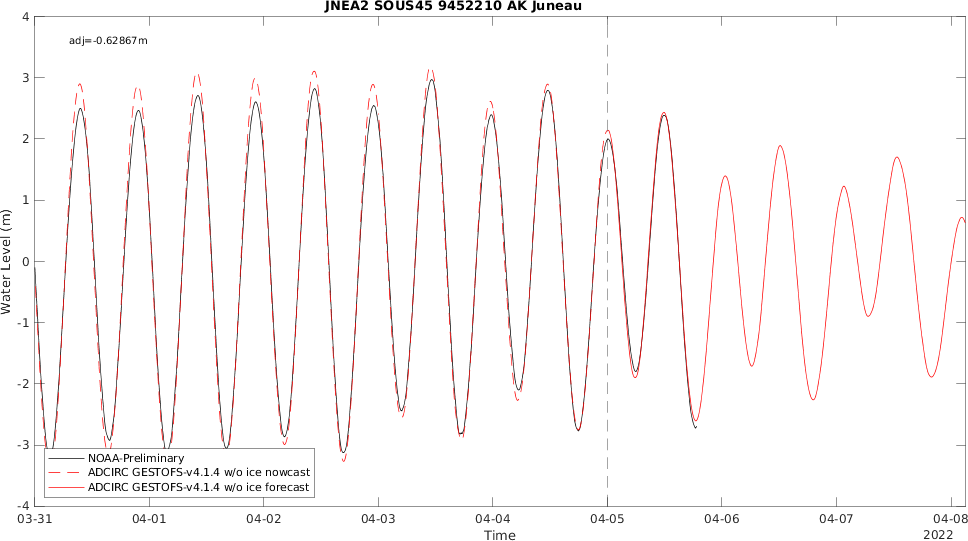 JNEA2 SOUS45 9452210 AK Juneau
adj=-0.62867m
4
3
2
1
0
-1
-2
-3
-4
Water Level (m)
NOAA-Preliminary
ADCIRC GESTOFS-v4.1.4 w/o ice nowcast
ADCIRC GESTOFS-v4.1.4 w/o ice forecast
03-31 04-01 04-02 04-03 04-04 04-05 04-06 04-07 04-08
Time
2022